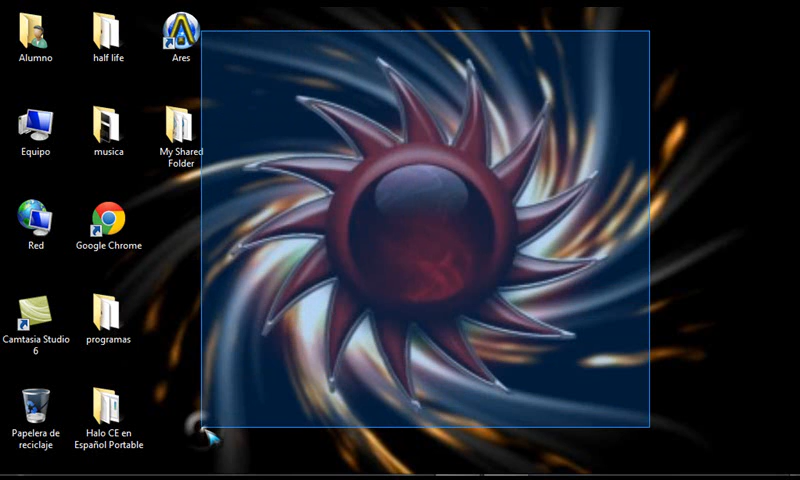 Alumno
half life
Ares
Equipo
musica
My Shared
Folder
Red
Google Chrome
Camtasia Studio
6
programas
Papelera de
reciclaje
Halo CE en
Español Portable